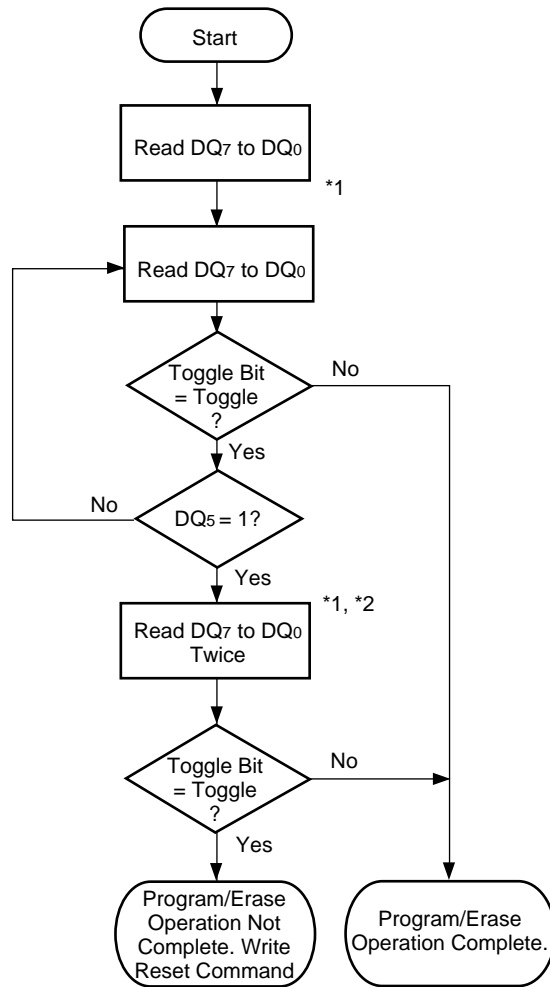 Start
Read DQ7 to DQ0
*1
Read DQ7 to DQ0
Toggle Bit
= Toggle
?
No
Yes
No
DQ5 = 1?
Yes
*1, *2
Read DQ7 to DQ0
Twice
Toggle Bit
= Toggle
?
No
Yes
Program/Erase
Operation Not
Complete. Write
Reset Command
Program/Erase
Operation Complete.